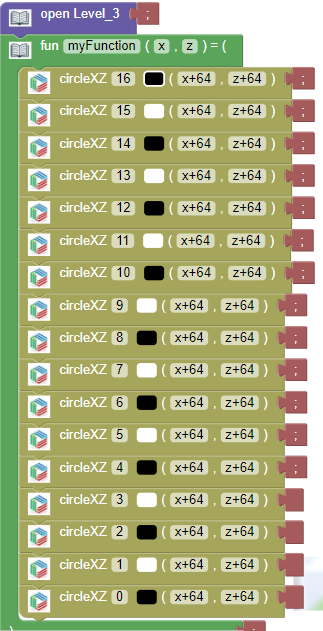 open Level_3 ;
fun myFunction ( x , z ) = (
circleXZ 16 ( x+64 , z+64 ) ;
circleXZ 15 ( x+64 , z+64 ) ;
circleXZ 14 ( x+64 , z+64 ) ;
circleXZ 13 ( x+64 , z+64 ) ;
circleXZ 12 ( x+64 , z+64 ) ;
circleXZ 11 ( x+64 , z+64 ) ;
circleXZ 10 ( x+64 , z+64 ) ;
circleXZ 9 ( x+64 , z+64 ) ;
circleXZ 8 ( x+64 , z+64 ) ;
circleXZ 7 ( x+64 , z+64 ) ;
circleXZ 6 ( x+64 , z+64 ) ;
circleXZ 5 ( x+64 , z+64 ) ;
circleXZ 4 ( x+64 , z+64 ) ;
circleXZ 3 ( x+64 , z+64 )
circleXZ 2 ( x+64 , z+64 )
circleXZ 1 ( x+64 , z+64 )
circleXZ 0 ( x+64 , z+64 )
) ;